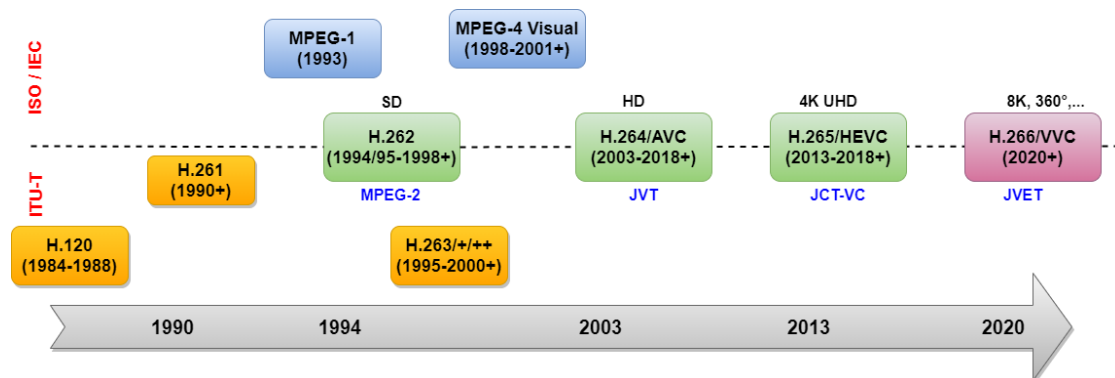 ISO / IEC
ITU-T
MPEG-1
(1993)
MPEG-4 Visual
(1998-2001+)
SD
HD
4K UHD
8K, 360°,...
H.262
(1994/95-1998+)
H.264/AVC
(2003-2018+)
H.265/HEVC
(2013-2018+)
H.266/VVC
(2020+)
H.261
(1990+)
MPEG-2
JVT
JCT-VC
JVET
H.120
(1984-1988)
H.263/+/++
(1995-2000+)
1990
1994
2003
2013
2020